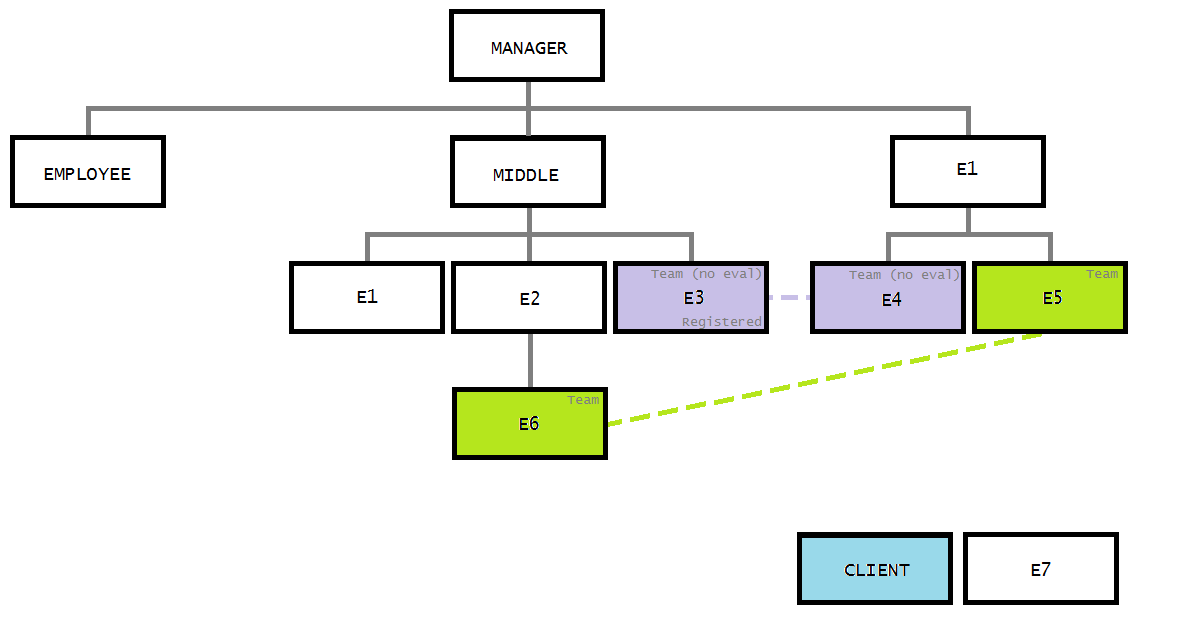 MANAGER
EMPLOYEE
MIDDLE
E1
E1
E2
Team (no eval)
E3
Registered
Team (no eval)
E4
Team
E5
Team
E6
CLIENT
E7